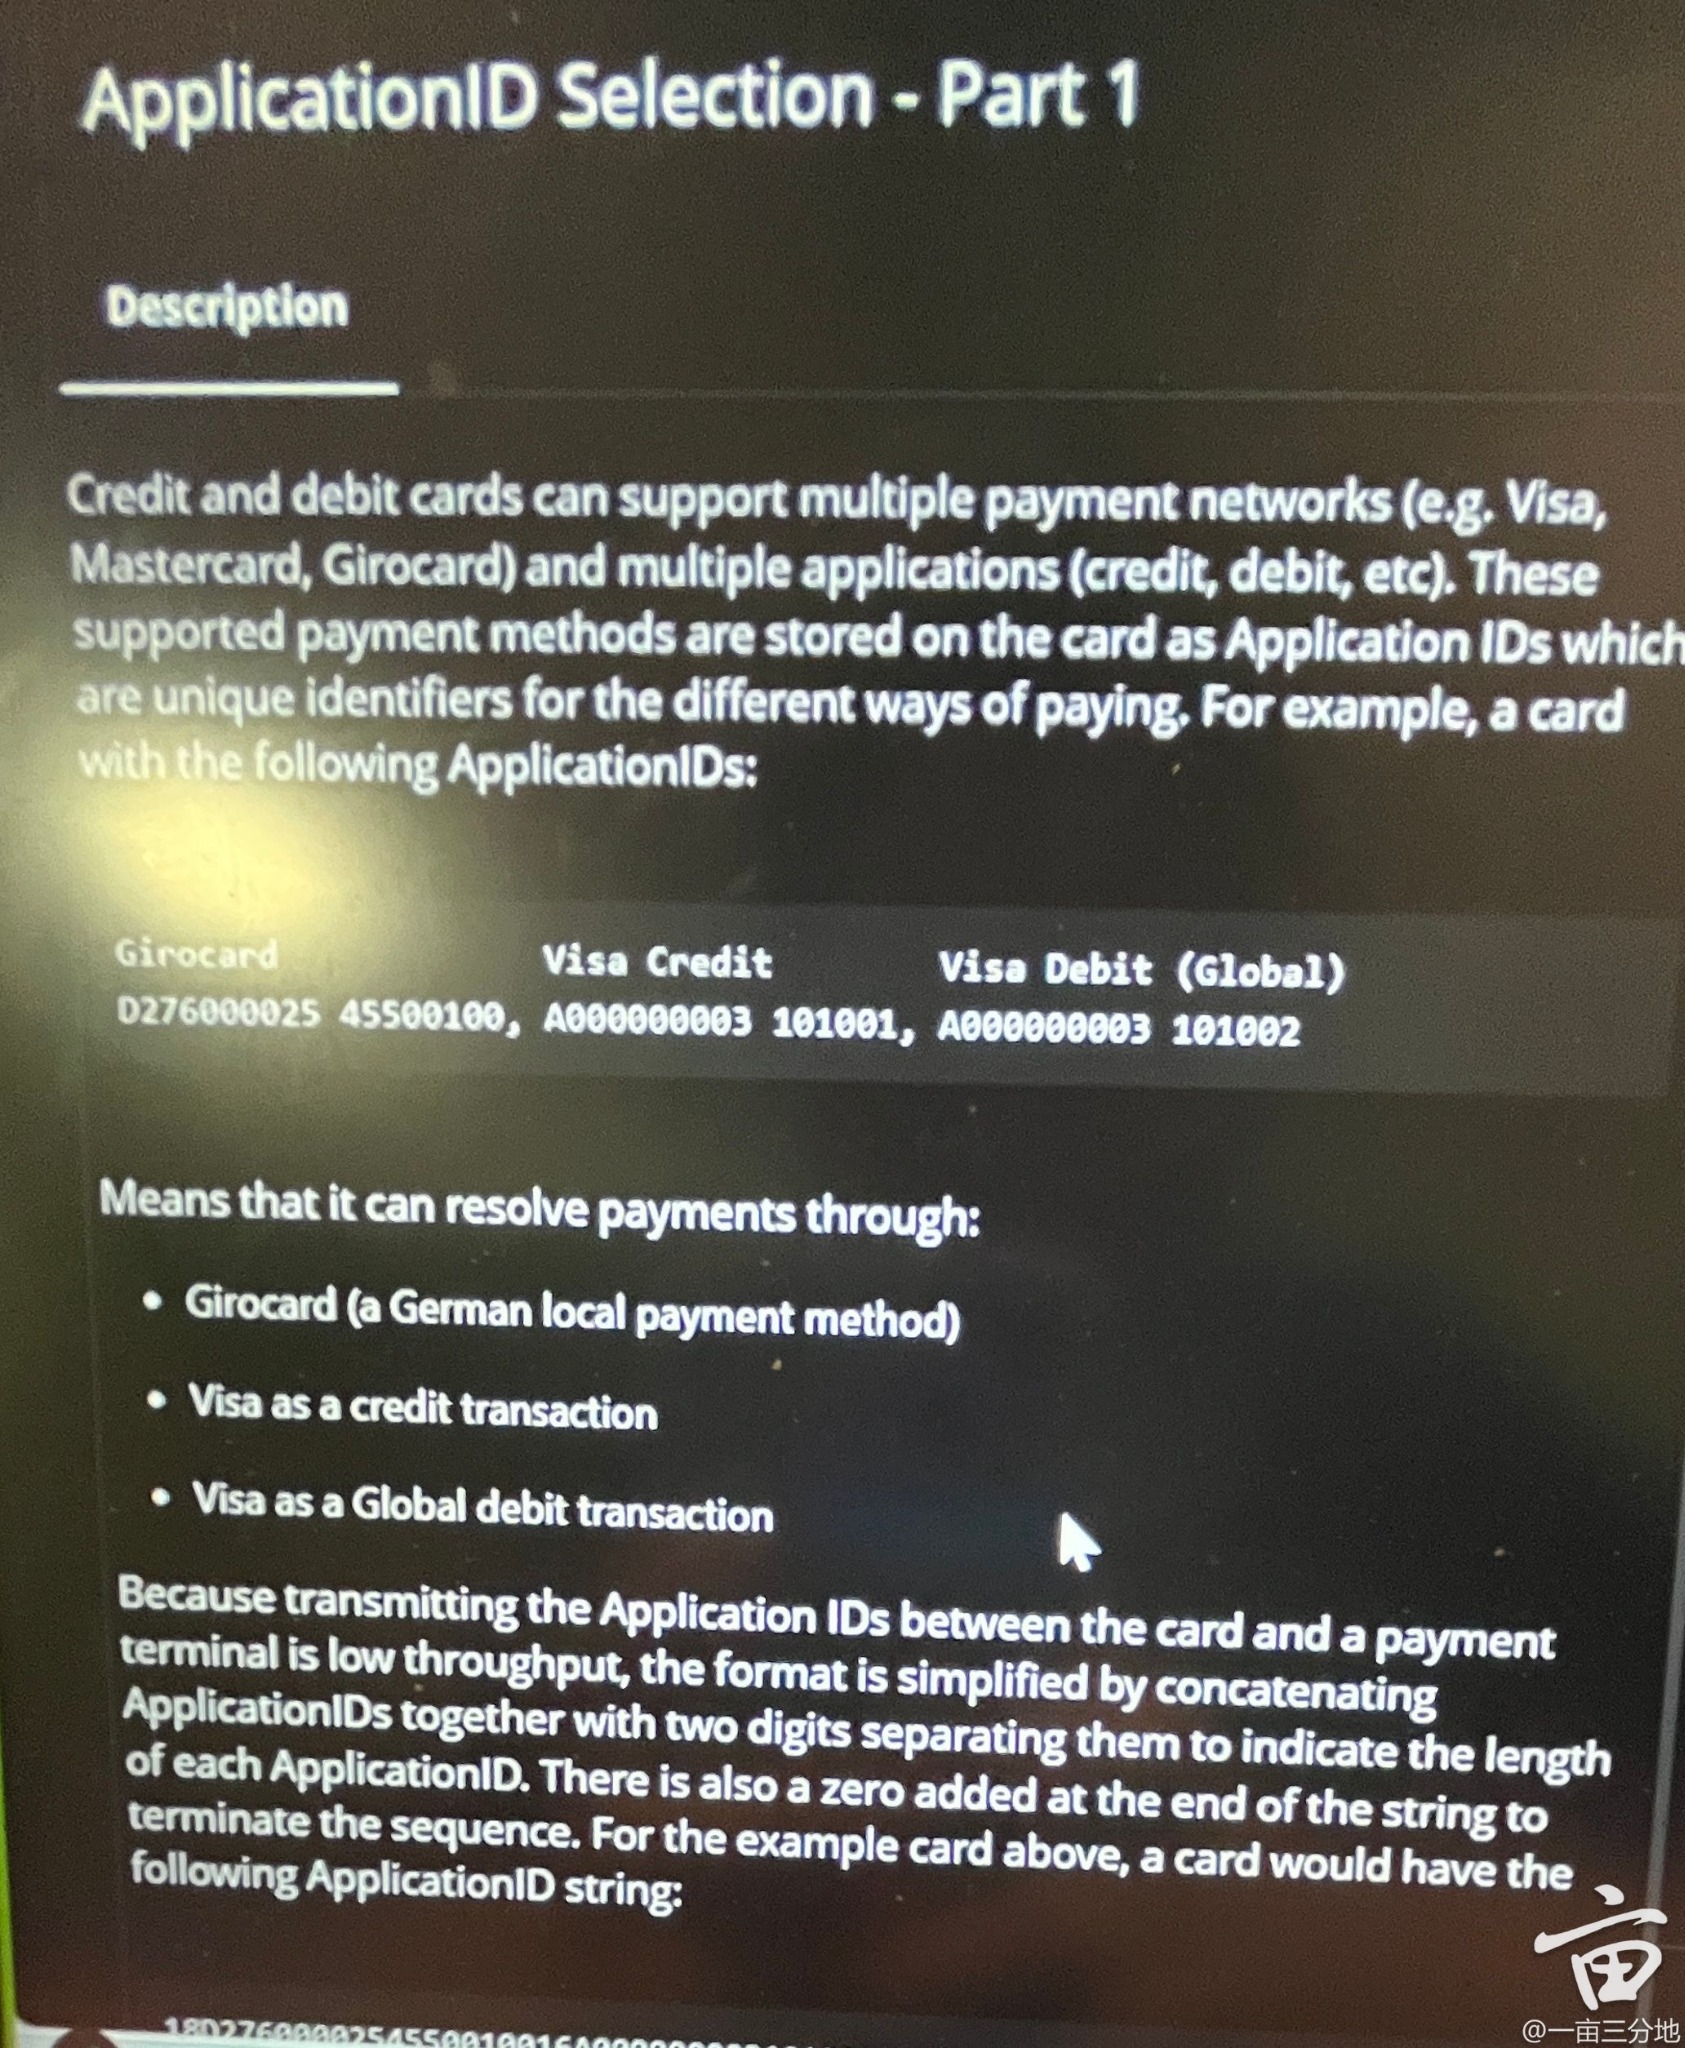 ApplicationID Selection - Part 1
Description
Credit and debit cards can support multiple payment networks (e.g. Visa,
Mastercard, Girocard) and multiple applications (credit, debit, etc). These
supported payment methods are stored on the card as Application IDs which
are unique identifiers for the different ways of paying. For example, a card
with the following ApplicationIDs:
Girocard Visa Credit Visa Debit (Global)
D276000025 45500100, A000000003 101001, A000000003 101002
Means that it can resolve payments through:
• Girocard (a German local payment method)
• Visa as a credit transaction
• Visa as a Global debit transaction
Because transmitting the Application IDs between the card and a payment
terminal is low throughput, the format is simplified by concatenating
ApplicationIDs together with two digits separating them to indicate the length
of each ApplicationID. There is also a zero added at the end of the string to
terminate the sequence. For the example card above, a card would have the
following ApplicationID string:
亩
@一亩三分地